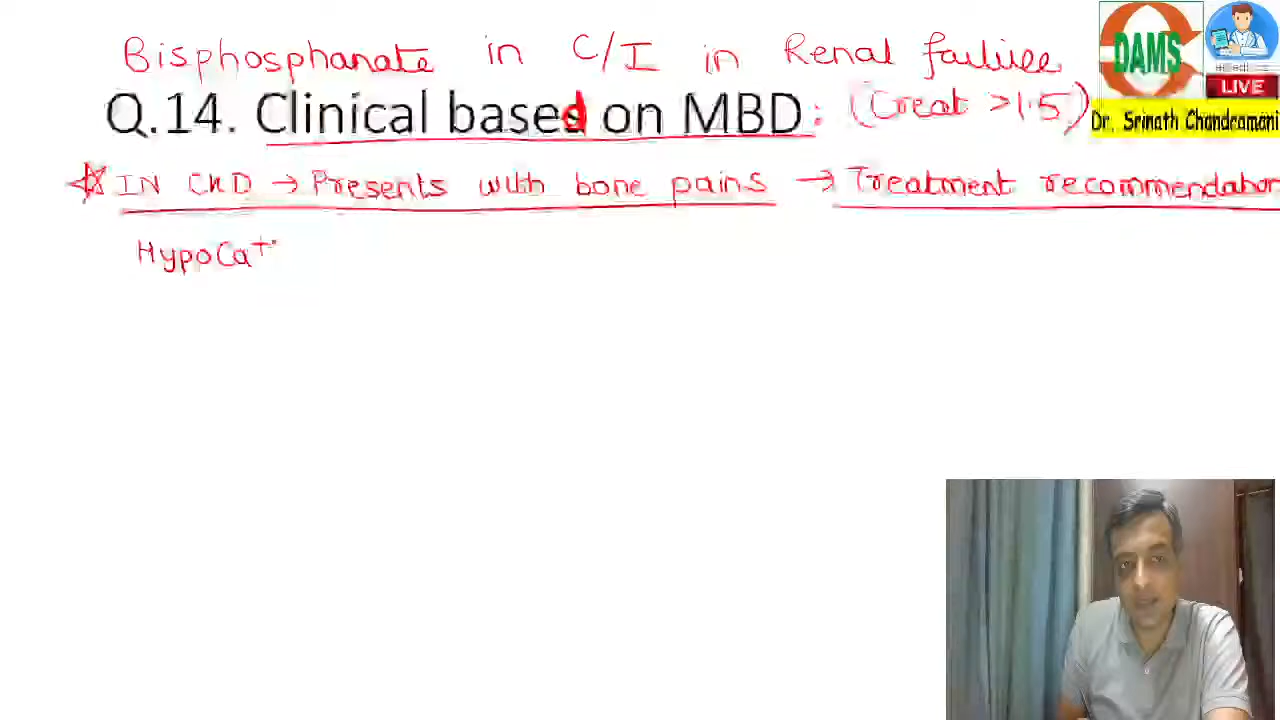 Bisphosphanate in C/I in Renal failure
Q.14. Clinical based on MBD: (Creat >1.5)
IN CKD → Presents with bone pains → Treatment recommendation
HypoCa++
DAMS
LIVE
Dr. Srinath Chandramani